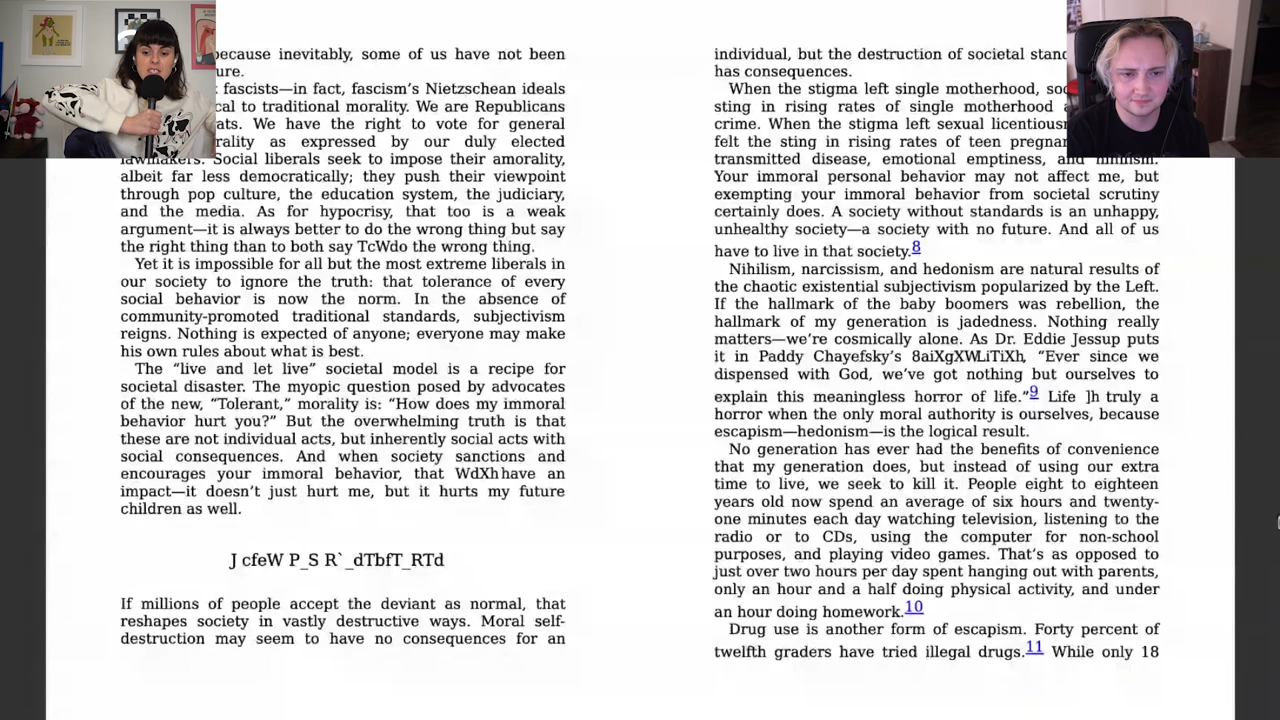 because inevitably, some of us have not been
ure.
fascists—in fact, fascism's Nietzschean ideals
cal to traditional morality. We are Republicans
ats. We have the right to vote for general
rality as expressed by our duly elected
lawmakers. Social liberals seek to impose their amorality,
albeit far less democratically; they push their viewpoint
through pop culture, the education system, the judiciary,
and the media. As for hypocrisy, that too is a weak
argument—it is always better to do the wrong thing but say
the right thing than to both say TcWdo the wrong thing.
Yet it is impossible for all but the most extreme liberals in
our society to ignore the truth: that tolerance of every
social behavior is now the norm. In the absence of
community-promoted traditional standards, subjectivism
reigns. Nothing is expected of anyone; everyone may make
his own rules about what is best.
The “live and let live” societal model is a recipe for
societal disaster. The myopic question posed by advocates
of the new, “Tolerant,” morality is: “How does my immoral
behavior hurt you?” But the overwhelming truth is that
these are not individual acts, but inherently social acts with
social consequences. And when society sanctions and
encourages your immoral behavior, that WdXh have an
impact—it doesn't just hurt me, but it hurts my future
children as well.
J cfeW P_S R`_dTbfT_RTd
If millions of people accept the deviant as normal, that
reshapes society in vastly destructive ways. Moral self-
destruction may seem to have no consequences for an
individual, but the destruction of societal stand
has consequences.
When the stigma left single motherhood, soc
sting in rising rates of single motherhood a
crime. When the stigma left sexual licentiousn
felt the sting in rising rates of teen pregnan
transmitted disease, emotional emptiness, and nihilism.
Your immoral personal behavior may not affect me, but
exempting your immoral behavior from societal scrutiny
certainly does. A society without standards is an unhappy,
unhealthy society—a society with no future. And all of us
have to live in that society.8
Nihilism, narcissism, and hedonism are natural results of
the chaotic existential subjectivism popularized by the Left.
If the hallmark of the baby boomers was rebellion, the
hallmark of my generation is jadedness. Nothing really
matters—we're cosmically alone. As Dr. Eddie Jessup puts
it in Paddy Chayefsky's 8aiXgXWLiTiXh, “Ever since we
dispensed with God, we've got nothing but ourselves to
explain this meaningless horror of life.”9 Life ]h truly a
horror when the only moral authority is ourselves, because
escapism—hedonism—is the logical result.
No generation has ever had the benefits of convenience
that my generation does, but instead of using our extra
time to live, we seek to kill it. People eight to eighteen
years old now spend an average of six hours and twenty-
one minutes each day watching television, listening to the
radio or to CDs, using the computer for non-school
purposes, and playing video games. That's as opposed to
just over two hours per day spent hanging out with parents,
only an hour and a half doing physical activity, and under
an hour doing homework.10
Drug use is another form of escapism. Forty percent of
twelfth graders have tried illegal drugs.11 While only 18